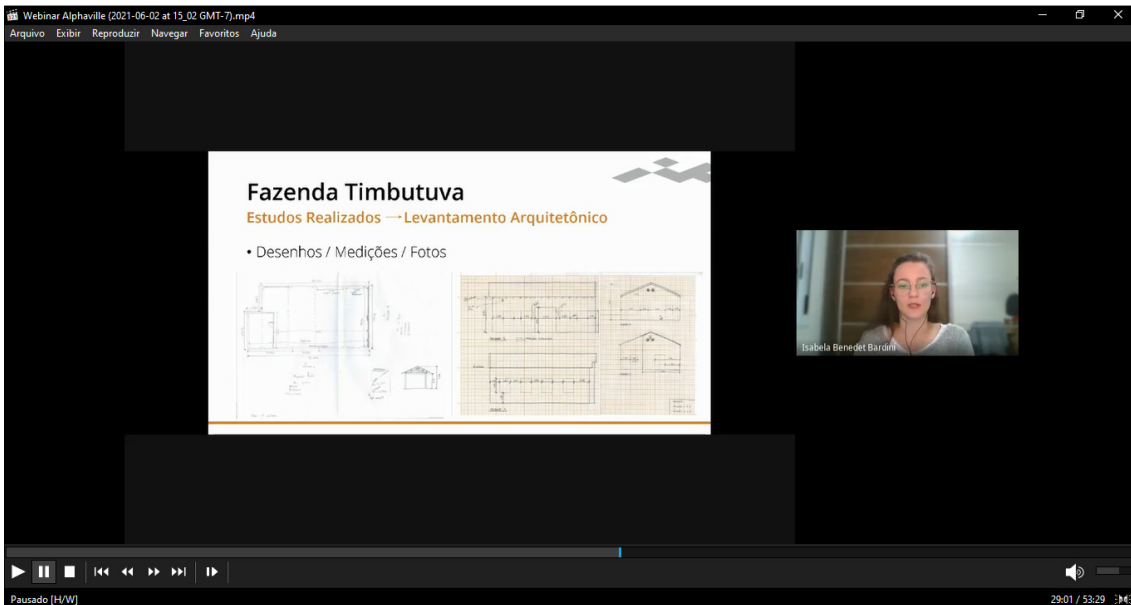 Webinar Alphaville (2021-06-02 at 15_02 GMT-7).mp4
Arquivo Exibir Reproduzir Navegar Favoritos Ajuda
Fazenda Timbutuva
Estudos Realizados → Levantamento Arquitetônico
• Desenhos / Medições / Fotos
Isabela Benedet Bardini
Pausado [H/W]
29:01 / 53:29